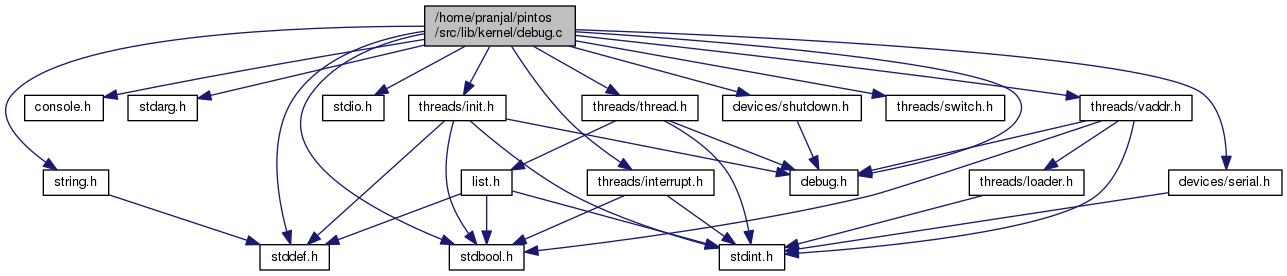 /home/pranjal/pintos
/src/lib/kernel/debug.c
console.h
stdarg.h
stdio.h
threads/init.h
threads/thread.h
devices/shutdown.h
threads/switch.h
threads/vaddr.h
string.h
list.h
threads/interrupt.h
debug.h
threads/loader.h
devices/serial.h
stddef.h
stdbool.h
stdint.h